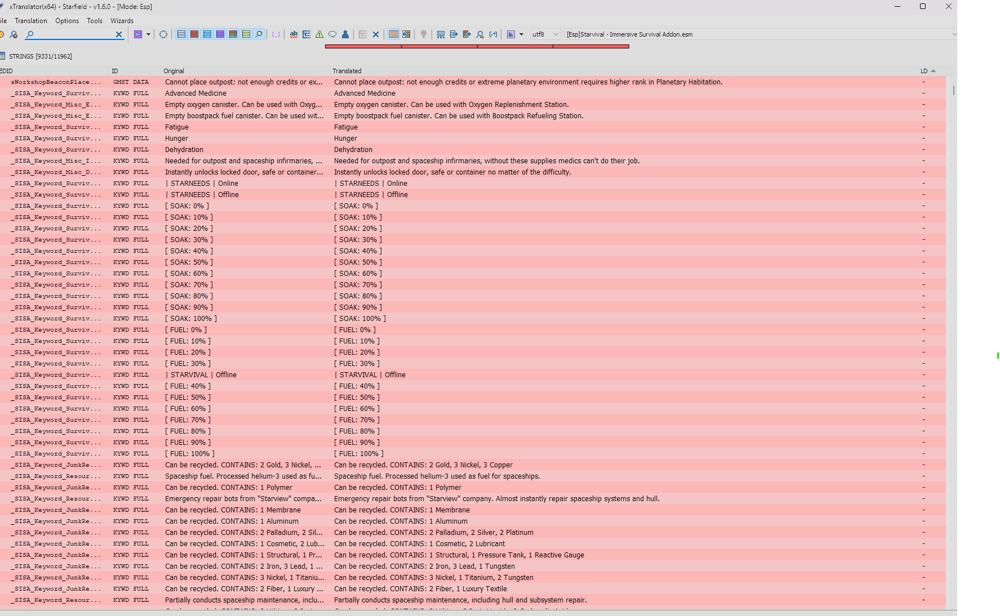 xTranslator(x64) - Starfield - v1.6.0 - [Mode: Esp]
ile Translation Options Tools Wizards
utf8 [Esp]Starvival - Immersive Survival Addon.esm
STRINGS [9331/11962]
EDID ID Original Translated LD
sWorkshopBeaconPlace... GMST DATA Cannot place outpost: not enough credits or ex... Cannot place outpost: not enough credits or extreme planetary environment requires higher rank in Planetary Habitation. -
_SISA_Keyword_Surviv... KYWD FULL Advanced Medicine Advanced Medicine -
_SISA_Keyword_Misc_E... KYWD FULL Empty oxygen canister. Can be used with Oxyg... Empty oxygen canister. Can be used with Oxygen Replenishment Station. -
_SISA_Keyword_Misc_E... KYWD FULL Empty boostpack fuel canister. Can be used wit... Empty boostpack fuel canister. Can be used with Boostpack Refueling Station. -
_SISA_Keyword_Surviv... KYWD FULL Fatigue Fatigue -
_SISA_Keyword_Surviv... KYWD FULL Hunger Hunger -
_SISA_Keyword_Surviv... KYWD FULL Dehydration Dehydration -
_SISA_Keyword_Misc_I... KYWD FULL Needed for outpost and spaceship infirmaries, ... Needed for outpost and spaceship infirmaries, without these supplies medics can't do their job. -
_SISA_Keyword_Misc_D... KYWD FULL Instantly unlocks locked door, safe or container... Instantly unlocks locked door, safe or container no matter of the difficulty. -
_SISA_Keyword_Surviv... KYWD FULL | STARNEEDS | Online | STARNEEDS | Online -
_SISA_Keyword_Surviv... KYWD FULL | STARNEEDS | Offline | STARNEEDS | Offline -
_SISA_Keyword_Surviv... KYWD FULL [ SOAK: 0% ] [ SOAK: 0% ] -
_SISA_Keyword_Surviv... KYWD FULL [ SOAK: 10% ] [ SOAK: 10% ] -
_SISA_Keyword_Surviv... KYWD FULL [ SOAK: 20% ] [ SOAK: 20% ] -
_SISA_Keyword_Surviv... KYWD FULL [ SOAK: 30% ] [ SOAK: 30% ] -
_SISA_Keyword_Surviv... KYWD FULL [ SOAK: 40% ] [ SOAK: 40% ] -
_SISA_Keyword_Surviv... KYWD FULL [ SOAK: 50% ] [ SOAK: 50% ] -
_SISA_Keyword_Surviv... KYWD FULL [ SOAK: 60% ] [ SOAK: 60% ] -
_SISA_Keyword_Surviv... KYWD FULL [ SOAK: 70% ] [ SOAK: 70% ] -
_SISA_Keyword_Surviv... KYWD FULL [ SOAK: 80% ] [ SOAK: 80% ] -
_SISA_Keyword_Surviv... KYWD FULL [ SOAK: 90% ] [ SOAK: 90% ] -
_SISA_Keyword_Surviv... KYWD FULL [ SOAK: 100% ] [ SOAK: 100% ] -
_SISA_Keyword_Surviv... KYWD FULL [ FUEL: 0% ] [ FUEL: 0% ] -
_SISA_Keyword_Surviv... KYWD FULL [ FUEL: 10% ] [ FUEL: 10% ] -
_SISA_Keyword_Surviv... KYWD FULL [ FUEL: 20% ] [ FUEL: 20% ] -
_SISA_Keyword_Surviv... KYWD FULL [ FUEL: 30% ] [ FUEL: 30% ] -
_SISA_Keyword_Surviv... KYWD FULL | STARVIVAL | Offline | STARVIVAL | Offline -
_SISA_Keyword_Surviv... KYWD FULL [ FUEL: 40% ] [ FUEL: 40% ] -
_SISA_Keyword_Surviv... KYWD FULL [ FUEL: 50% ] [ FUEL: 50% ] -
_SISA_Keyword_Surviv... KYWD FULL [ FUEL: 60% ] [ FUEL: 60% ] -
_SISA_Keyword_Surviv... KYWD FULL [ FUEL: 70% ] [ FUEL: 70% ] -
_SISA_Keyword_Surviv... KYWD FULL [ FUEL: 80% ] [ FUEL: 80% ] -
_SISA_Keyword_Surviv... KYWD FULL [ FUEL: 90% ] [ FUEL: 90% ] -
_SISA_Keyword_Surviv... KYWD FULL [ FUEL: 100% ] [ FUEL: 100% ] -
_SISA_Keyword_JunkRe... KYWD FULL Can be recycled. CONTAINS: 2 Gold, 3 Nickel, ... Can be recycled. CONTAINS: 2 Gold, 3 Nickel, 3 Copper -
_SISA_Keyword_Resour... KYWD FULL Spaceship fuel. Processed helium-3 used as fu... Spaceship fuel. Processed helium-3 used as fuel for spaceships. -
_SISA_Keyword_JunkRe... KYWD FULL Can be recycled. CONTAINS: 1 Polymer Can be recycled. CONTAINS: 1 Polymer -
_SISA_Keyword_Resour... KYWD FULL Emergency repair bots from "Starview" compa... Emergency repair bots from "Starview" company. Almost instantly repair spaceship systems and hull. -
_SISA_Keyword_JunkRe... KYWD FULL Can be recycled. CONTAINS: 1 Membrane Can be recycled. CONTAINS: 1 Membrane -
_SISA_Keyword_JunkRe... KYWD FULL Can be recycled. CONTAINS: 1 Aluminum Can be recycled. CONTAINS: 1 Aluminum -
_SISA_Keyword_JunkRe... KYWD FULL Can be recycled. CONTAINS: 2 Palladium, 2 Sil... Can be recycled. CONTAINS: 2 Palladium, 2 Silver, 2 Platinum -
_SISA_Keyword_JunkRe... KYWD FULL Can be recycled. CONTAINS: 1 Cosmetic, 2 Lub... Can be recycled. CONTAINS: 1 Cosmetic, 2 Lubricant -
_SISA_Keyword_JunkRe... KYWD FULL Can be recycled. CONTAINS: 1 Structural, 1 Pr... Can be recycled. CONTAINS: 1 Structural, 1 Pressure Tank, 1 Reactive Gauge -
_SISA_Keyword_JunkRe... KYWD FULL Can be recycled. CONTAINS: 2 Iron, 3 Lead, 1 ... Can be recycled. CONTAINS: 2 Iron, 3 Lead, 1 Tungsten -
_SISA_Keyword_JunkRe... KYWD FULL Can be recycled. CONTAINS: 3 Nickel, 1 Titaniu... Can be recycled. CONTAINS: 3 Nickel, 1 Titanium, 2 Tungsten -
_SISA_Keyword_JunkRe... KYWD FULL Can be recycled. CONTAINS: 2 Fiber, 1 Luxury ... Can be recycled. CONTAINS: 2 Fiber, 1 Luxury Textile -
_SISA_Keyword_Resour... KYWD FULL Partially conducts spaceship maintenance, inclu... Partially conducts spaceship maintenance, including hull and subsystem repair. -